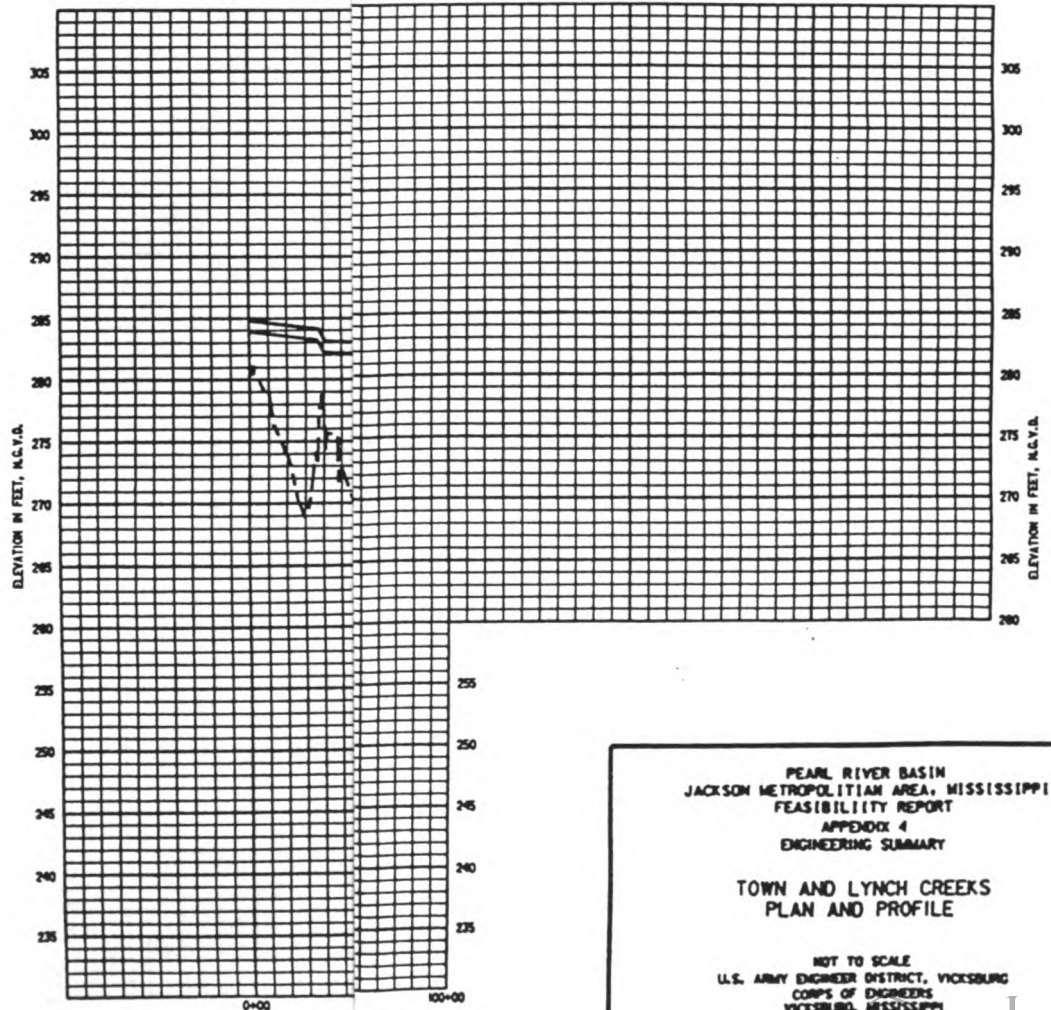 305
300
295
290
285
280
275
270
265
260
255
250
245
240
235
ELEVATION IN FEET, N.G.V.D.
0+00
305
300
295
290
285
280
275
270
265
260
ELEVATION IN FEET, N.G.V.D.
255
250
245
240
235
100+00
PEARL RIVER BASIN
JACKSON METROPOLITIAN AREA, MISSISSIPPI
FEASIBILIITY REPORT
APPENDIX 4
ENGINEERING SUMMARY
TOWN AND LYNCH CREEKS
PLAN AND PROFILE
NOT TO SCALE
U.S. ARMY ENGINEER DISTRICT, VICKSBURG
CORPS OF ENGINEERS
VICKSBURG, MISSISSIPPI